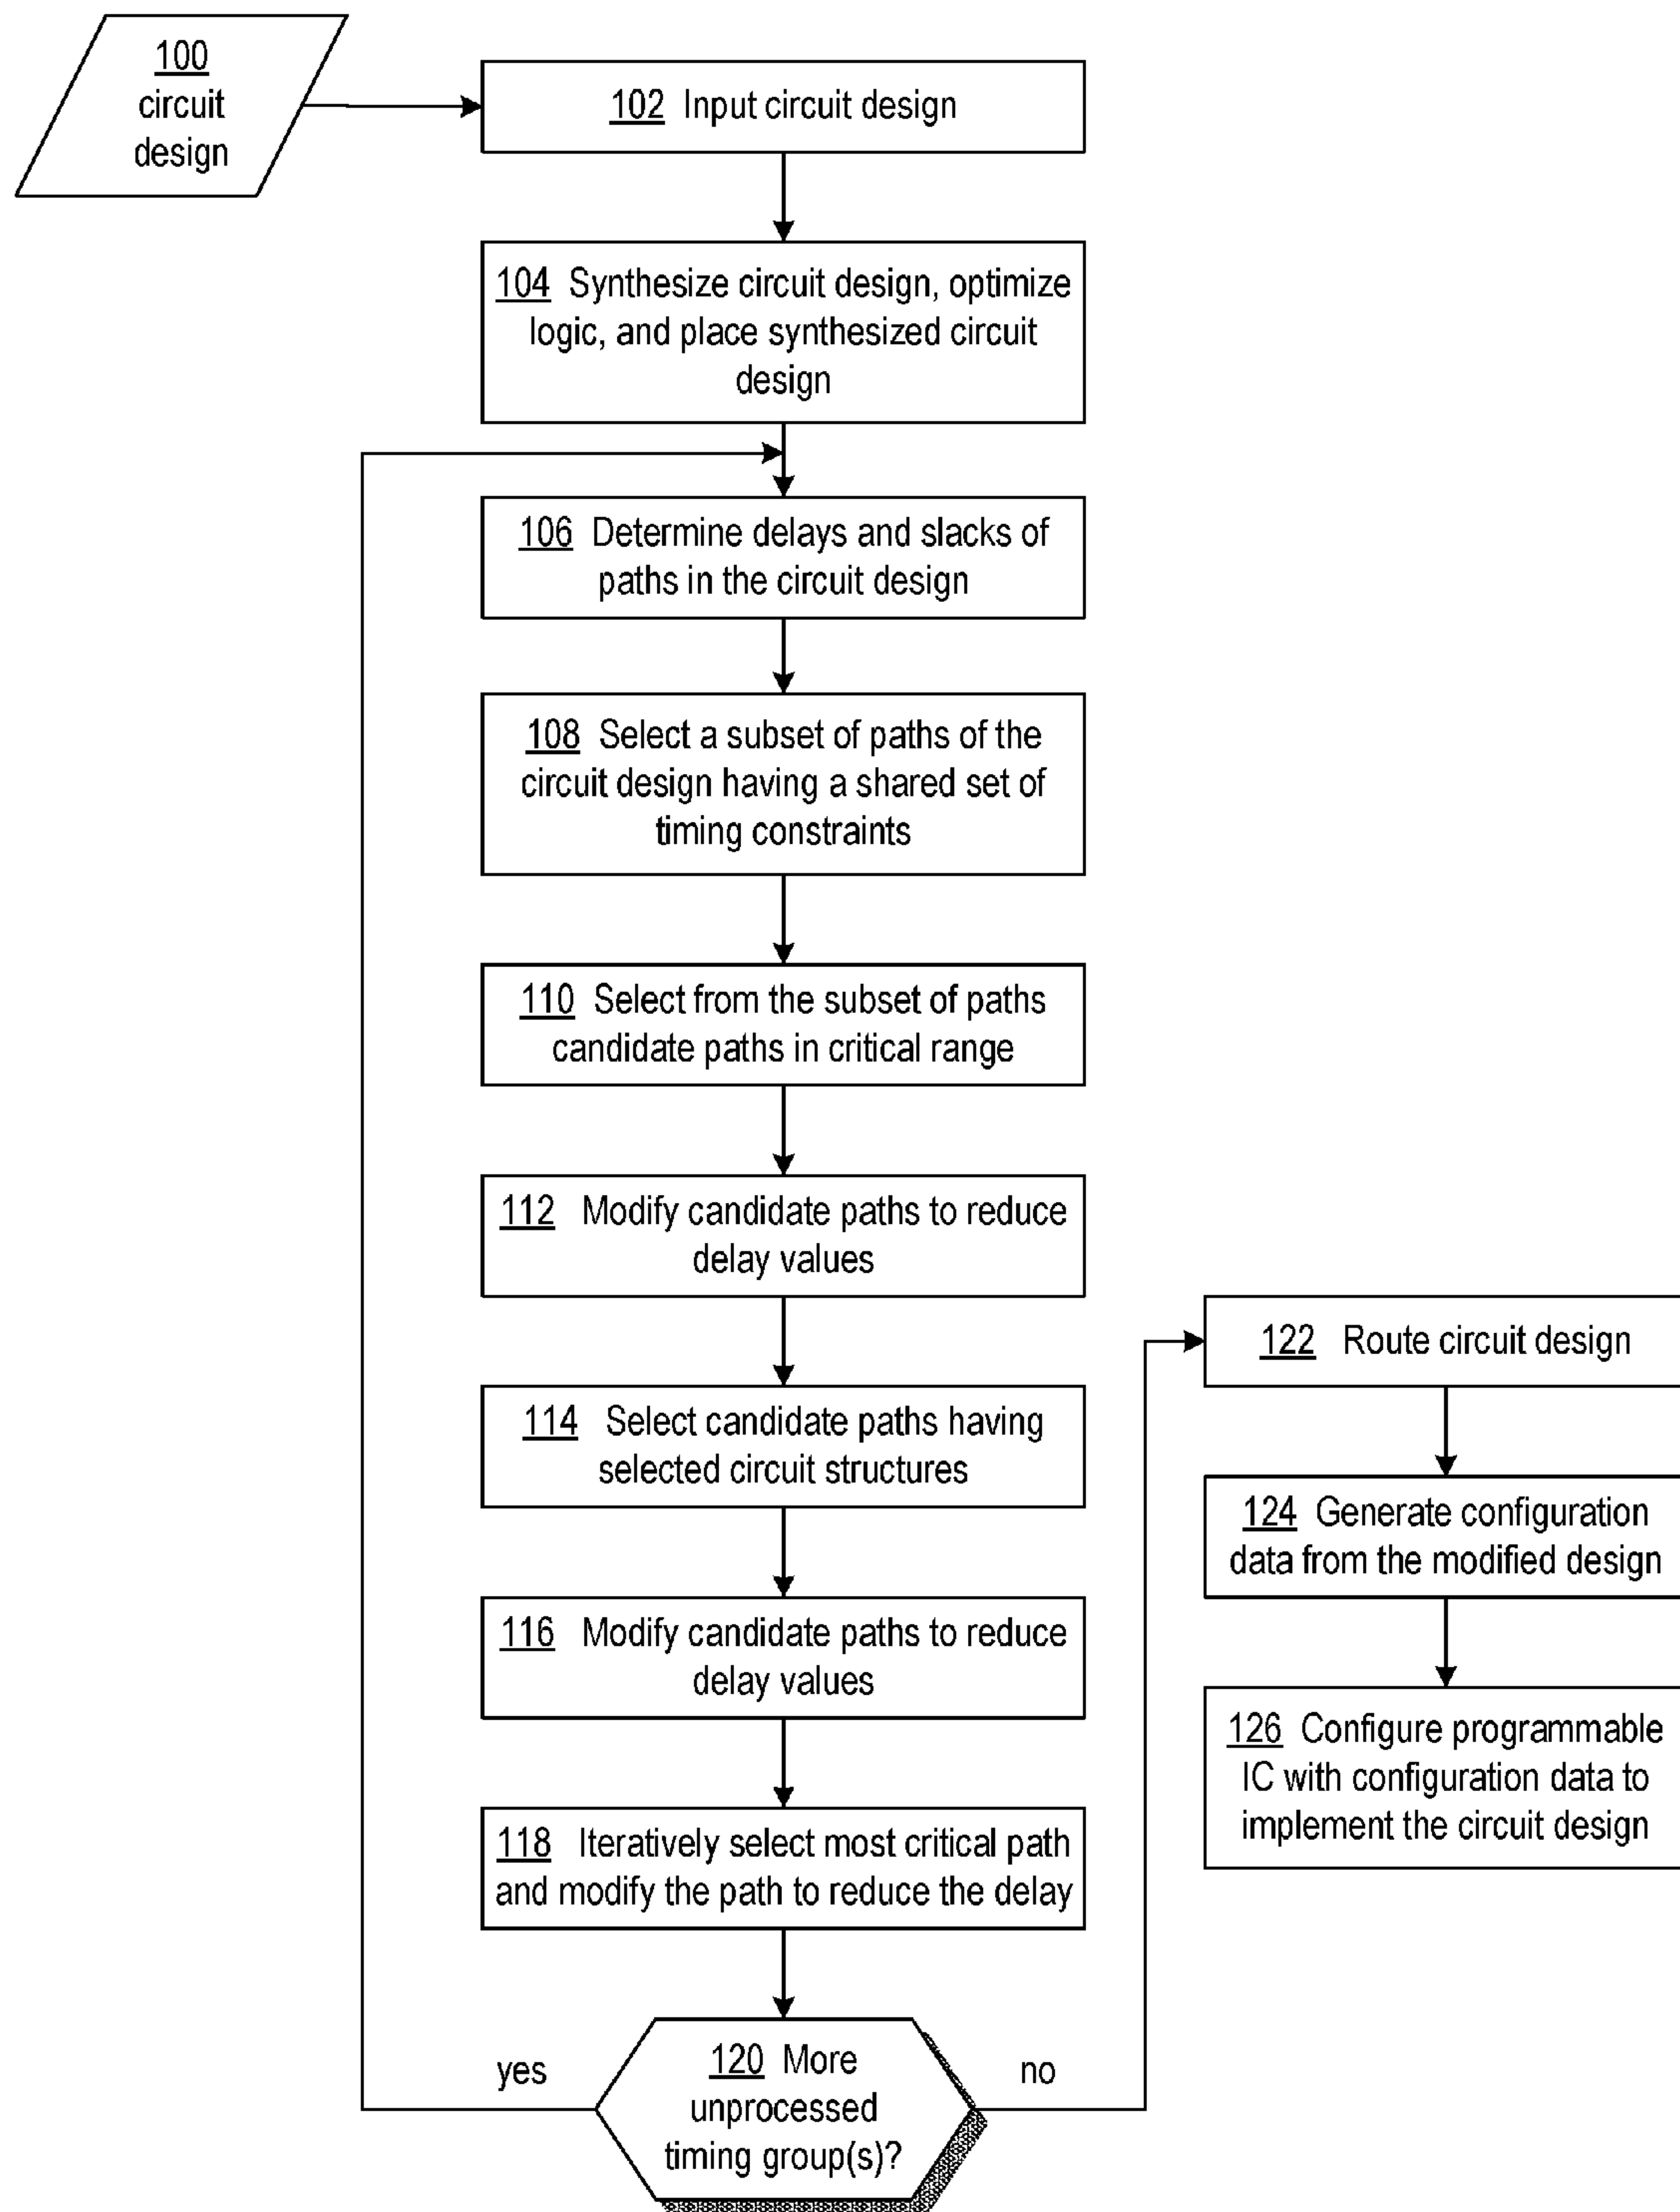 100
circuit
design
102 Input circuit design
104 Synthesize circuit design, optimize
logic, and place synthesized circuit
design
106 Determine delays and slacks of
paths in the circuit design
108 Select a subset of paths of the
circuit design having a shared set of
timing constraints
110 Select from the subset of paths
candidate paths in critical range
112 Modify candidate paths to reduce
delay values
114 Select candidate paths having
selected circuit structures
116 Modify candidate paths to reduce
delay values
118 Iteratively select most critical path
and modify the path to reduce the delay
120 More
unprocessed
timing group(s)?
yes
no
122 Route circuit design
124 Generate configuration
data from the modified design
126 Configure programmable
IC with configuration data to
implement the circuit design